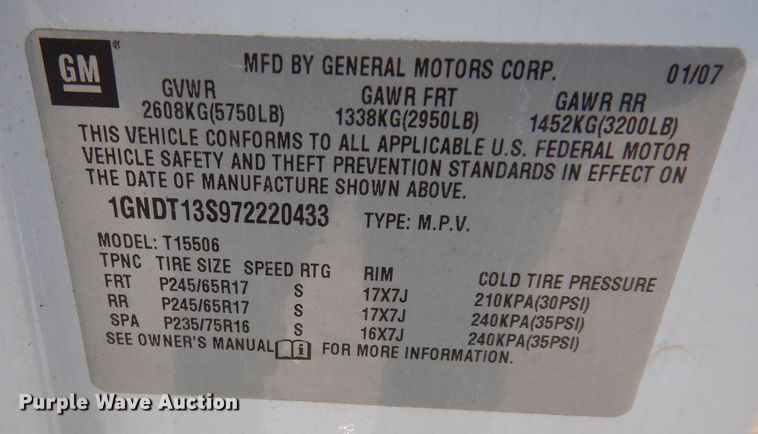 GM
MFD BY GENERAL MOTORS CORP. 01/07
GVWR GAWR FRT GAWR RR
2608KG(5750LB) 1338KG(2950LB) 1452KG(3200LB)
THIS VEHICLE CONFORMS TO ALL APPLICABLE U.S. FEDERAL MOTOR
VEHICLE SAFETY AND THEFT PREVENTION STANDARDS IN EFFECT ON
THE DATE OF MANUFACTURE SHOWN ABOVE.
1GNDT13S972220433 TYPE: M.P.V.
MODEL: T15506
TPNC TIRE SIZE SPEED RTG RIM COLD TIRE PRESSURE
FRT P245/65R17 S 17X7J 210KPA(30PSI)
RR P245/65R17 S 17X7J 240KPA(35PSI)
SPA P235/75R16 S 16X7J 240KPA(35PSI)
SEE OWNER'S MANUAL i FOR MORE INFORMATION.
Purple Wave Auction